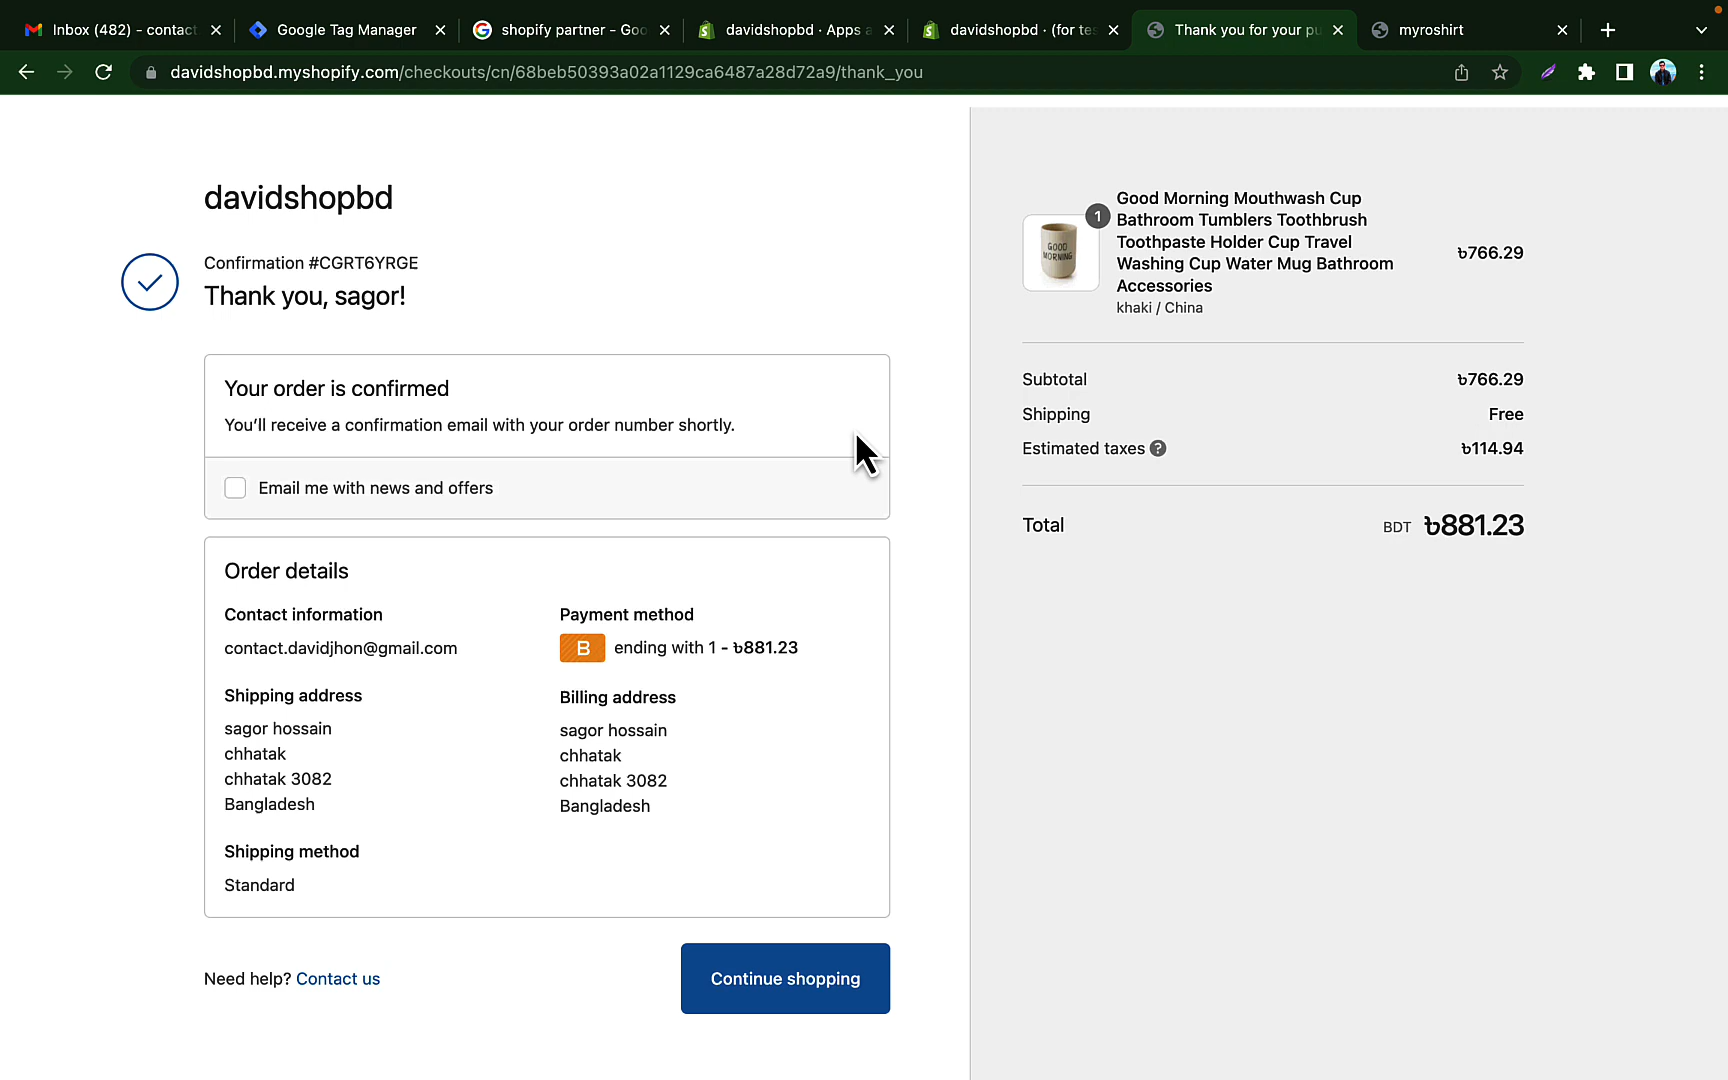 Inbox (482) - contact
Google Tag Manager
shopify partner - Goo
davidshopbd · Apps a
davidshopbd · (for tes
Thank you for your pu
myroshirt
davidshopbd.myshopify.com/checkouts/cn/68beb50393a02a1129ca6487a28d72a9/thank_you
davidshopbd
Confirmation #CGRT6YRGE
Thank you, sagor!
Your order is confirmed
You'll receive a confirmation email with your order number shortly.
Email me with news and offers
Order details
Contact information
contact.davidjhon@gmail.com
Payment method
B ending with 1 - ৳881.23
Shipping address
sagor hossain
chhatak
chhatak 3082
Bangladesh
Billing address
sagor hossain
chhatak
chhatak 3082
Bangladesh
Shipping method
Standard
Need help? Contact us
Continue shopping
GOOD
MORNING
1
Good Morning Mouthwash Cup
Bathroom Tumblers Toothbrush
Toothpaste Holder Cup Travel
Washing Cup Water Mug Bathroom
Accessories
khaki / China
৳766.29
Subtotal ৳766.29
Shipping Free
Estimated taxes ? ৳114.94
Total BDT ৳881.23